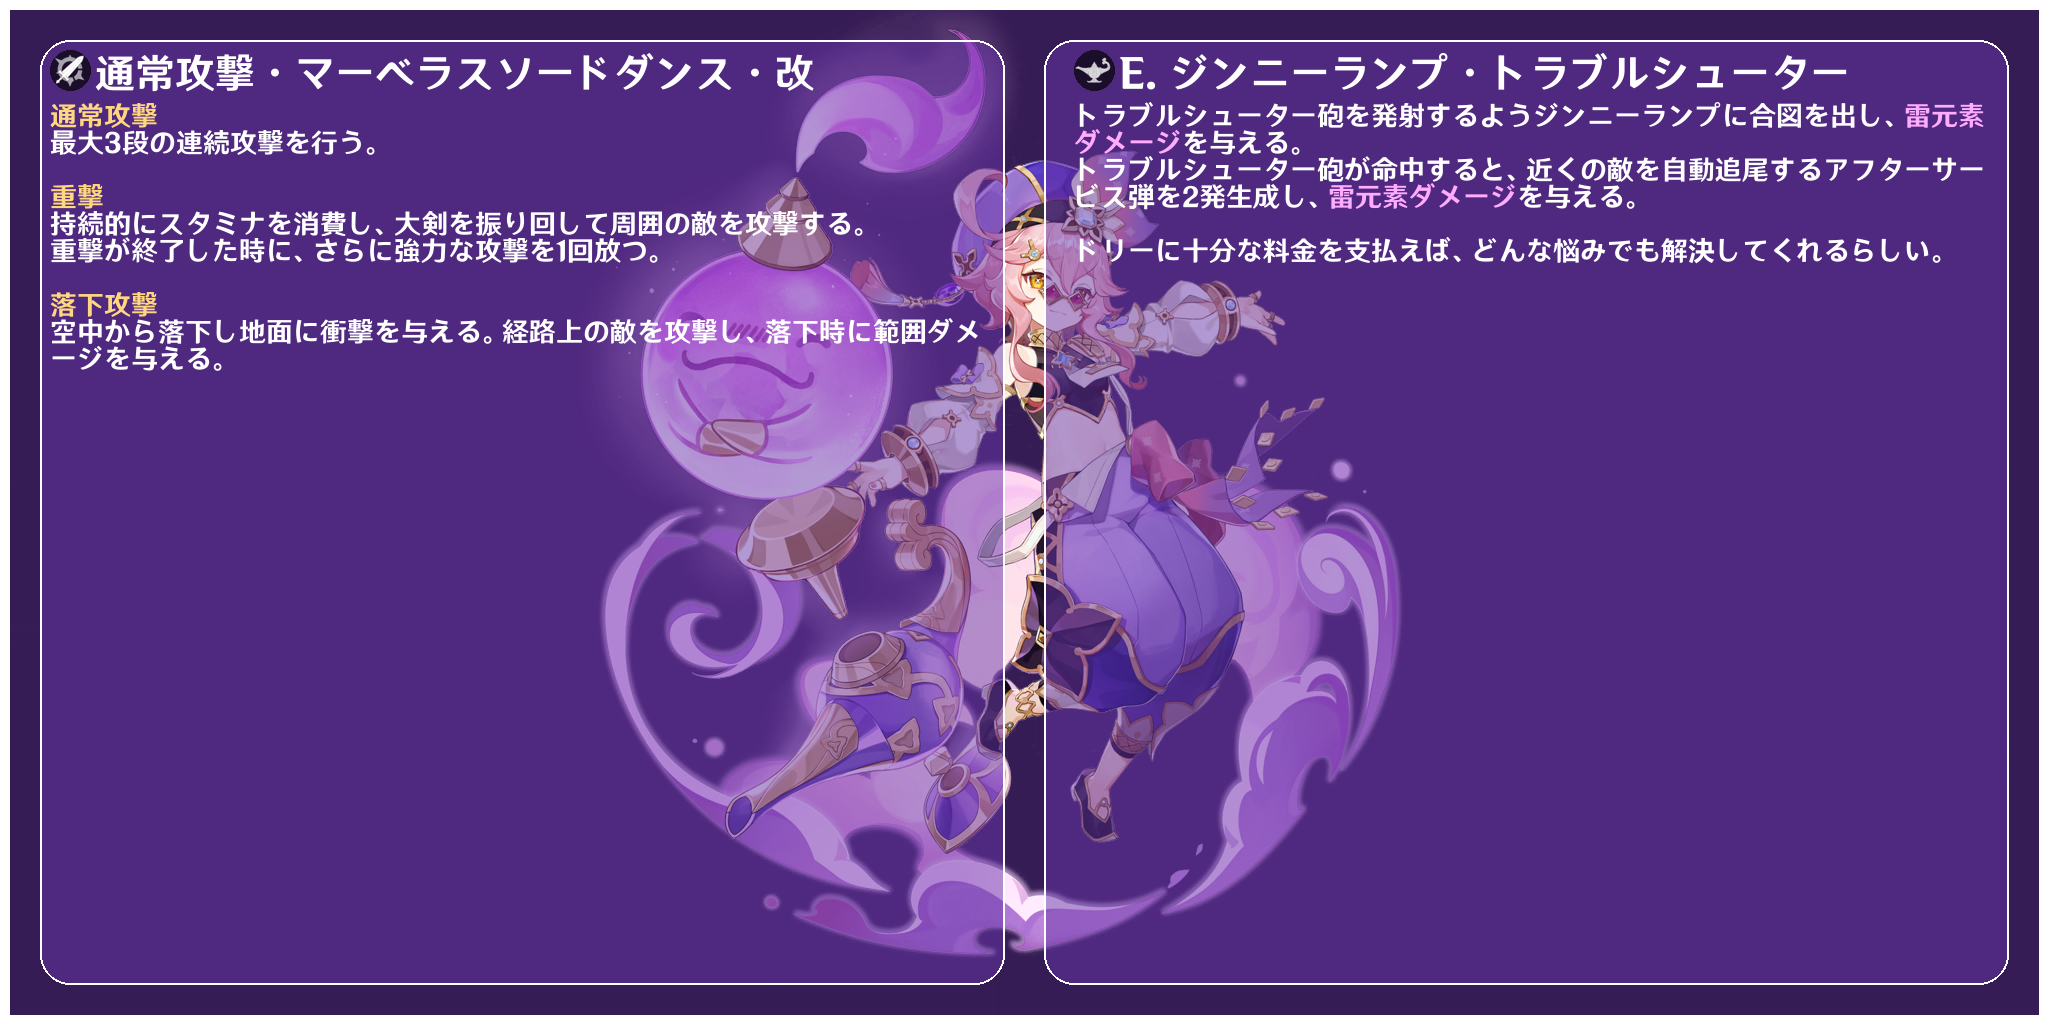 通常攻撃・マーベラスソードダンス・改
通常攻撃
最大3段の連続攻撃を行う。
重撃
持続的にスタミナを消費し、大剣を振り回して周囲の敵を攻撃する。
重撃が終了した時に、さらに強力な攻撃を1回放つ。
落下攻撃
空中から落下し地面に衝撃を与える。経路上の敵を攻撃し、落下時に範囲ダメ
ージを与える。
E. ジンニーランプ・トラブルシューター
トラブルシューター砲を発射するようジンニーランプに合図を出し、雷元素
ダメージを与える。
トラブルシューター砲が命中すると、近くの敵を自動追尾するアフターサー
ビス弾を2発生成し、雷元素ダメージを与える。
ドリーに十分な料金を支払えば、どんな悩みでも解決してくれるらしい。